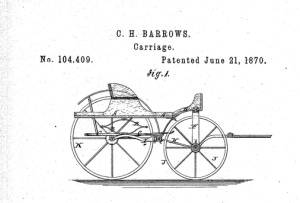 C. H. BARROWS.
Carriage.
No. 104,409. Patented June 21, 1870.
Fig. 1.